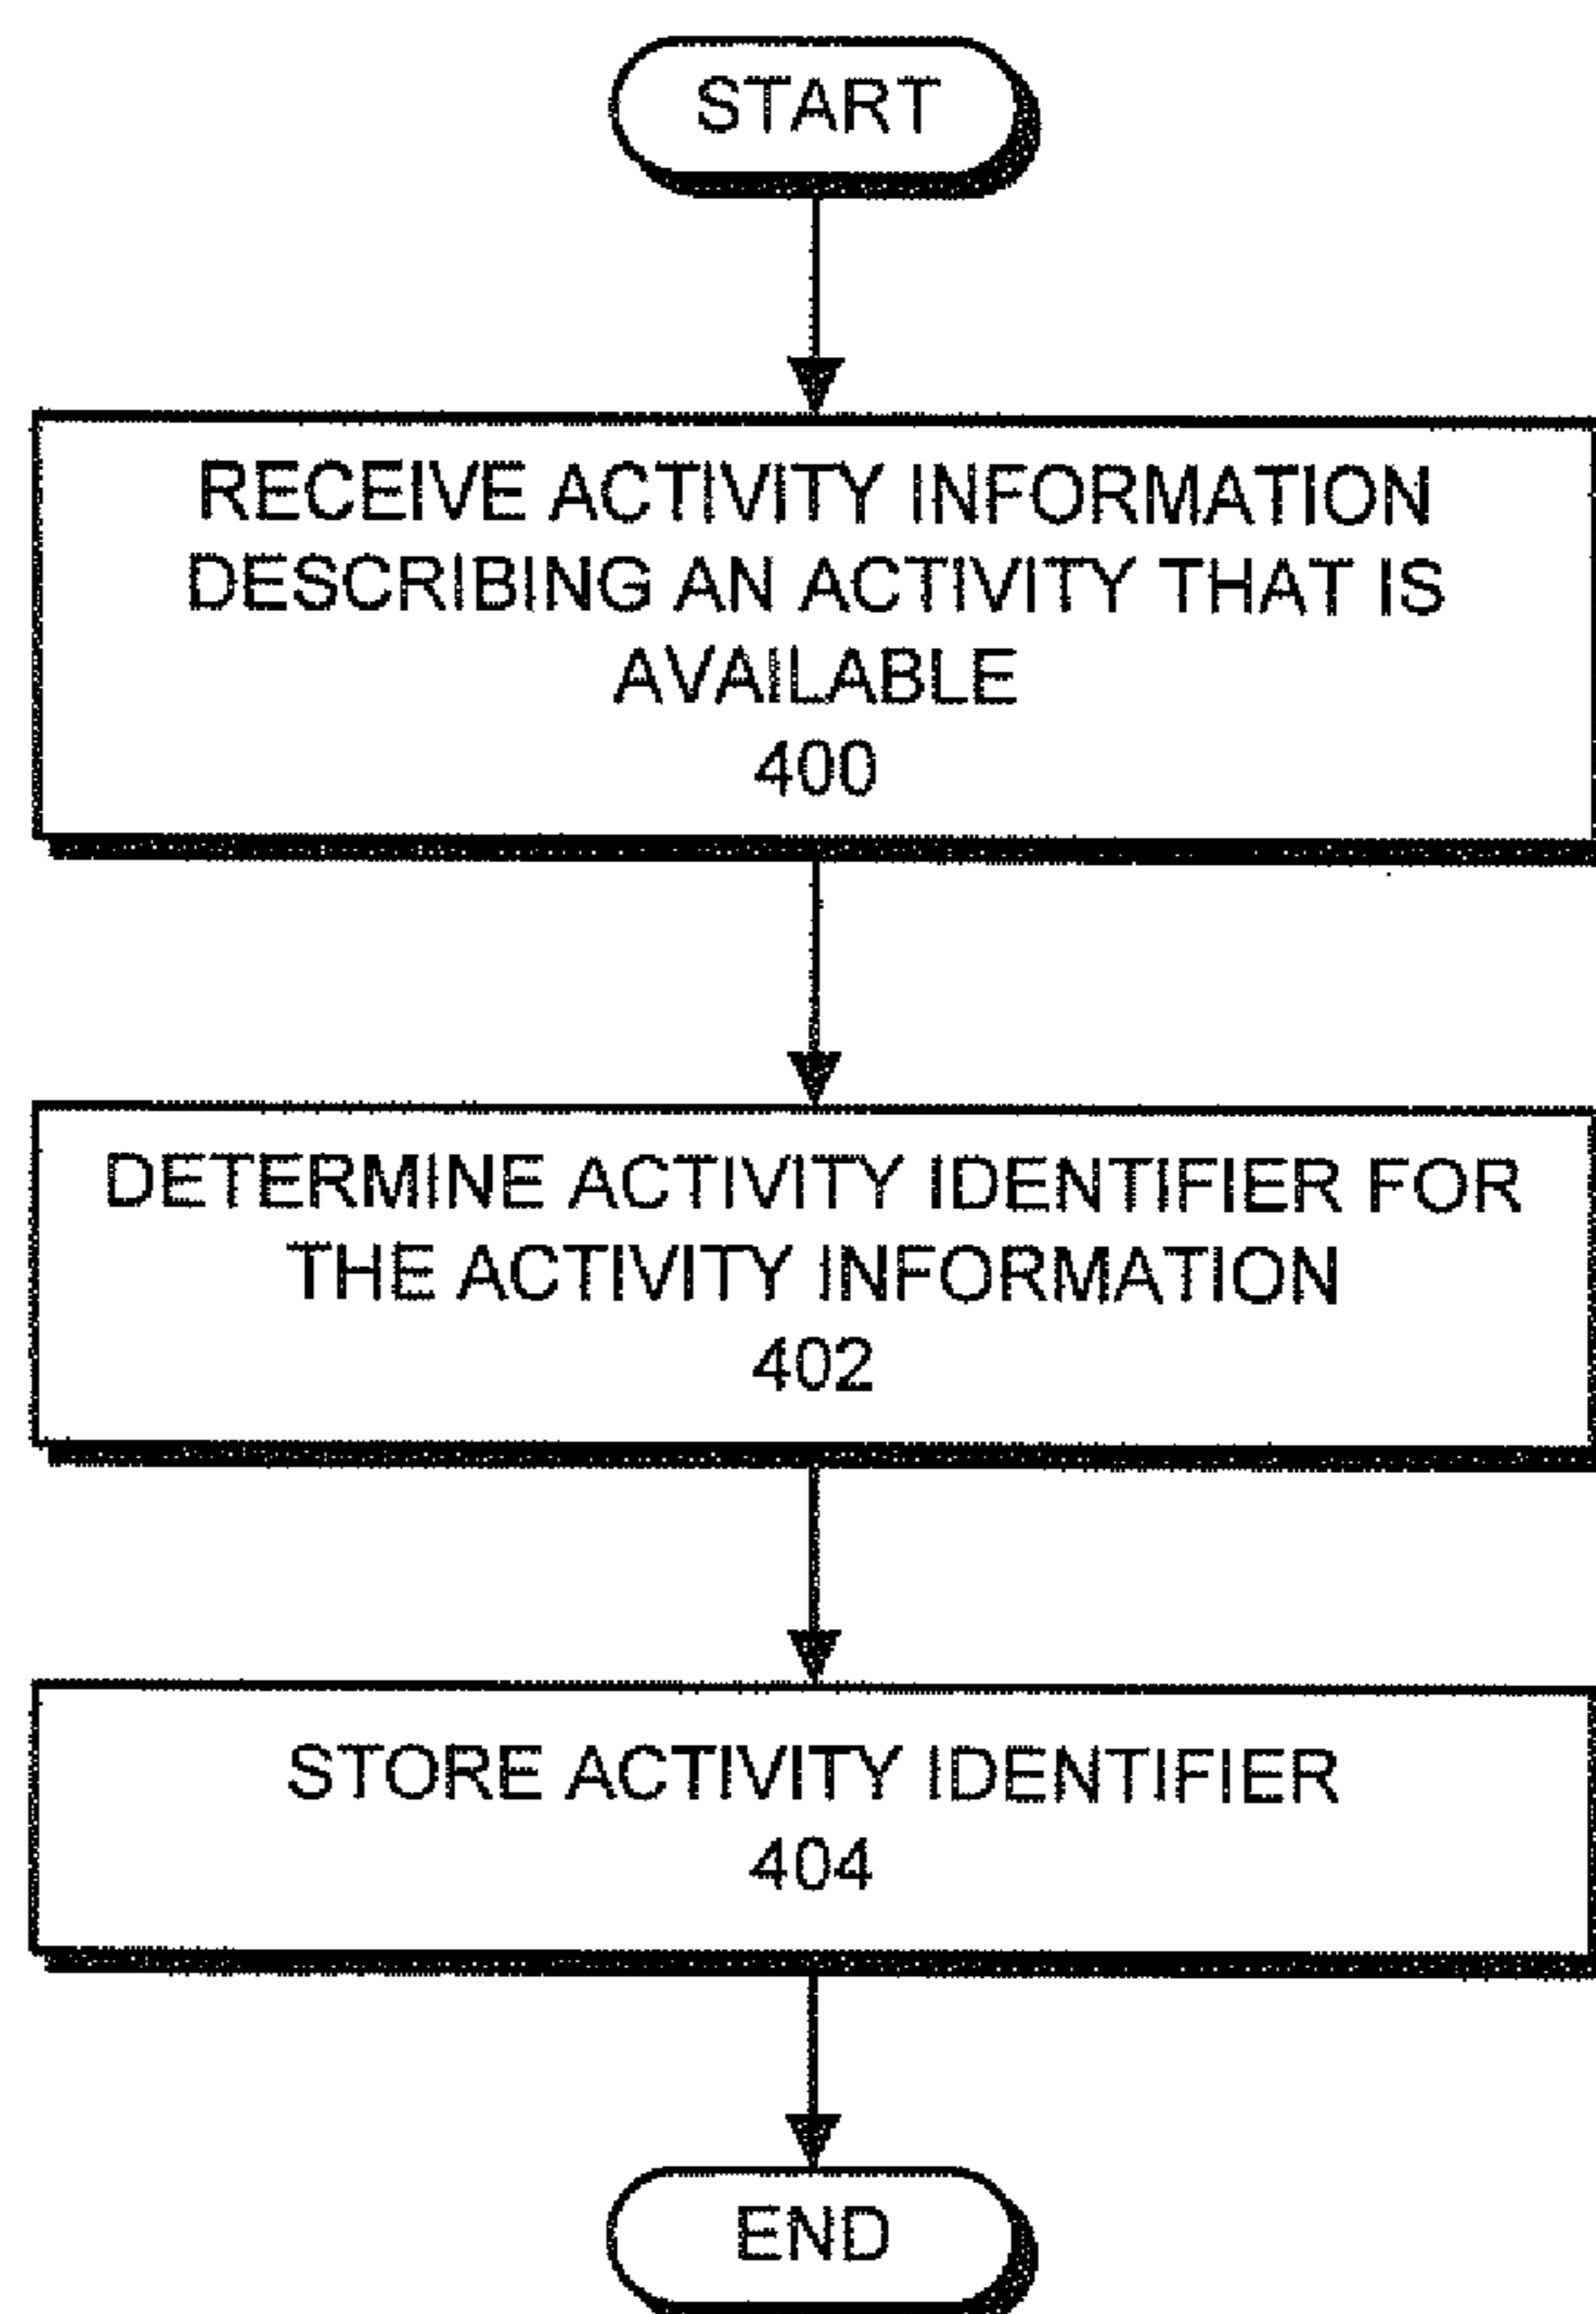 START
RECEIVE ACTIVITY INFORMATION
DESCRIBING AN ACTIVITY THAT IS
AVAILABLE
400
DETERMINE ACTIVITY IDENTIFIER FOR
THE ACTIVITY INFORMATION
402
STORE ACTIVITY IDENTIFIER
404
END